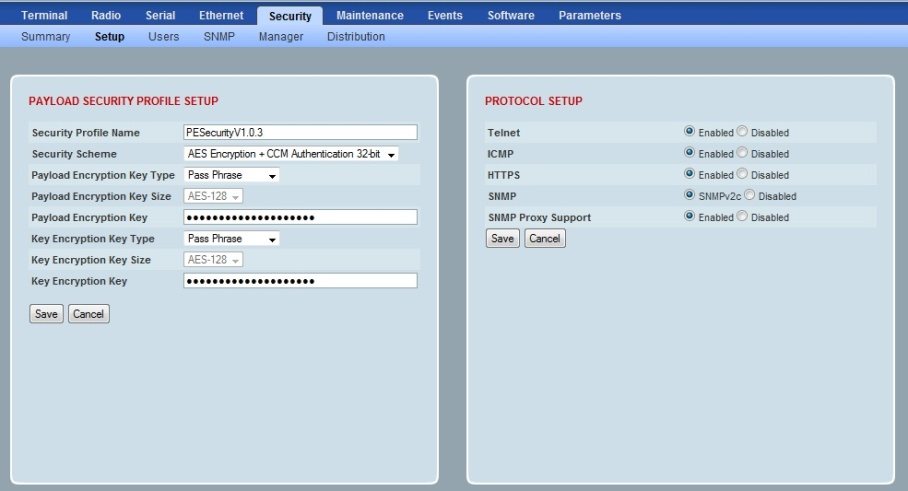 Terminal Radio Serial Ethernet Security Maintenance Events Software Parameters
Summary Setup Users SNMP Manager Distribution
PAYLOAD SECURITY PROFILE SETUP
Security Profile Name PESecurityV1.0.3
Security Scheme AES Encryption + CCM Authentication 32-bit
Payload Encryption Key Type Pass Phrase
Payload Encryption Key Size AES-128
Payload Encryption Key ••••••••••••••••••••
Key Encryption Key Type Pass Phrase
Key Encryption Key Size AES-128
Key Encryption Key ••••••••••••••••••••
Save Cancel
PROTOCOL SETUP
Telnet Enabled Disabled
ICMP Enabled Disabled
HTTPS Enabled Disabled
SNMP SNMPv2c Disabled
SNMP Proxy Support Enabled Disabled
Save Cancel